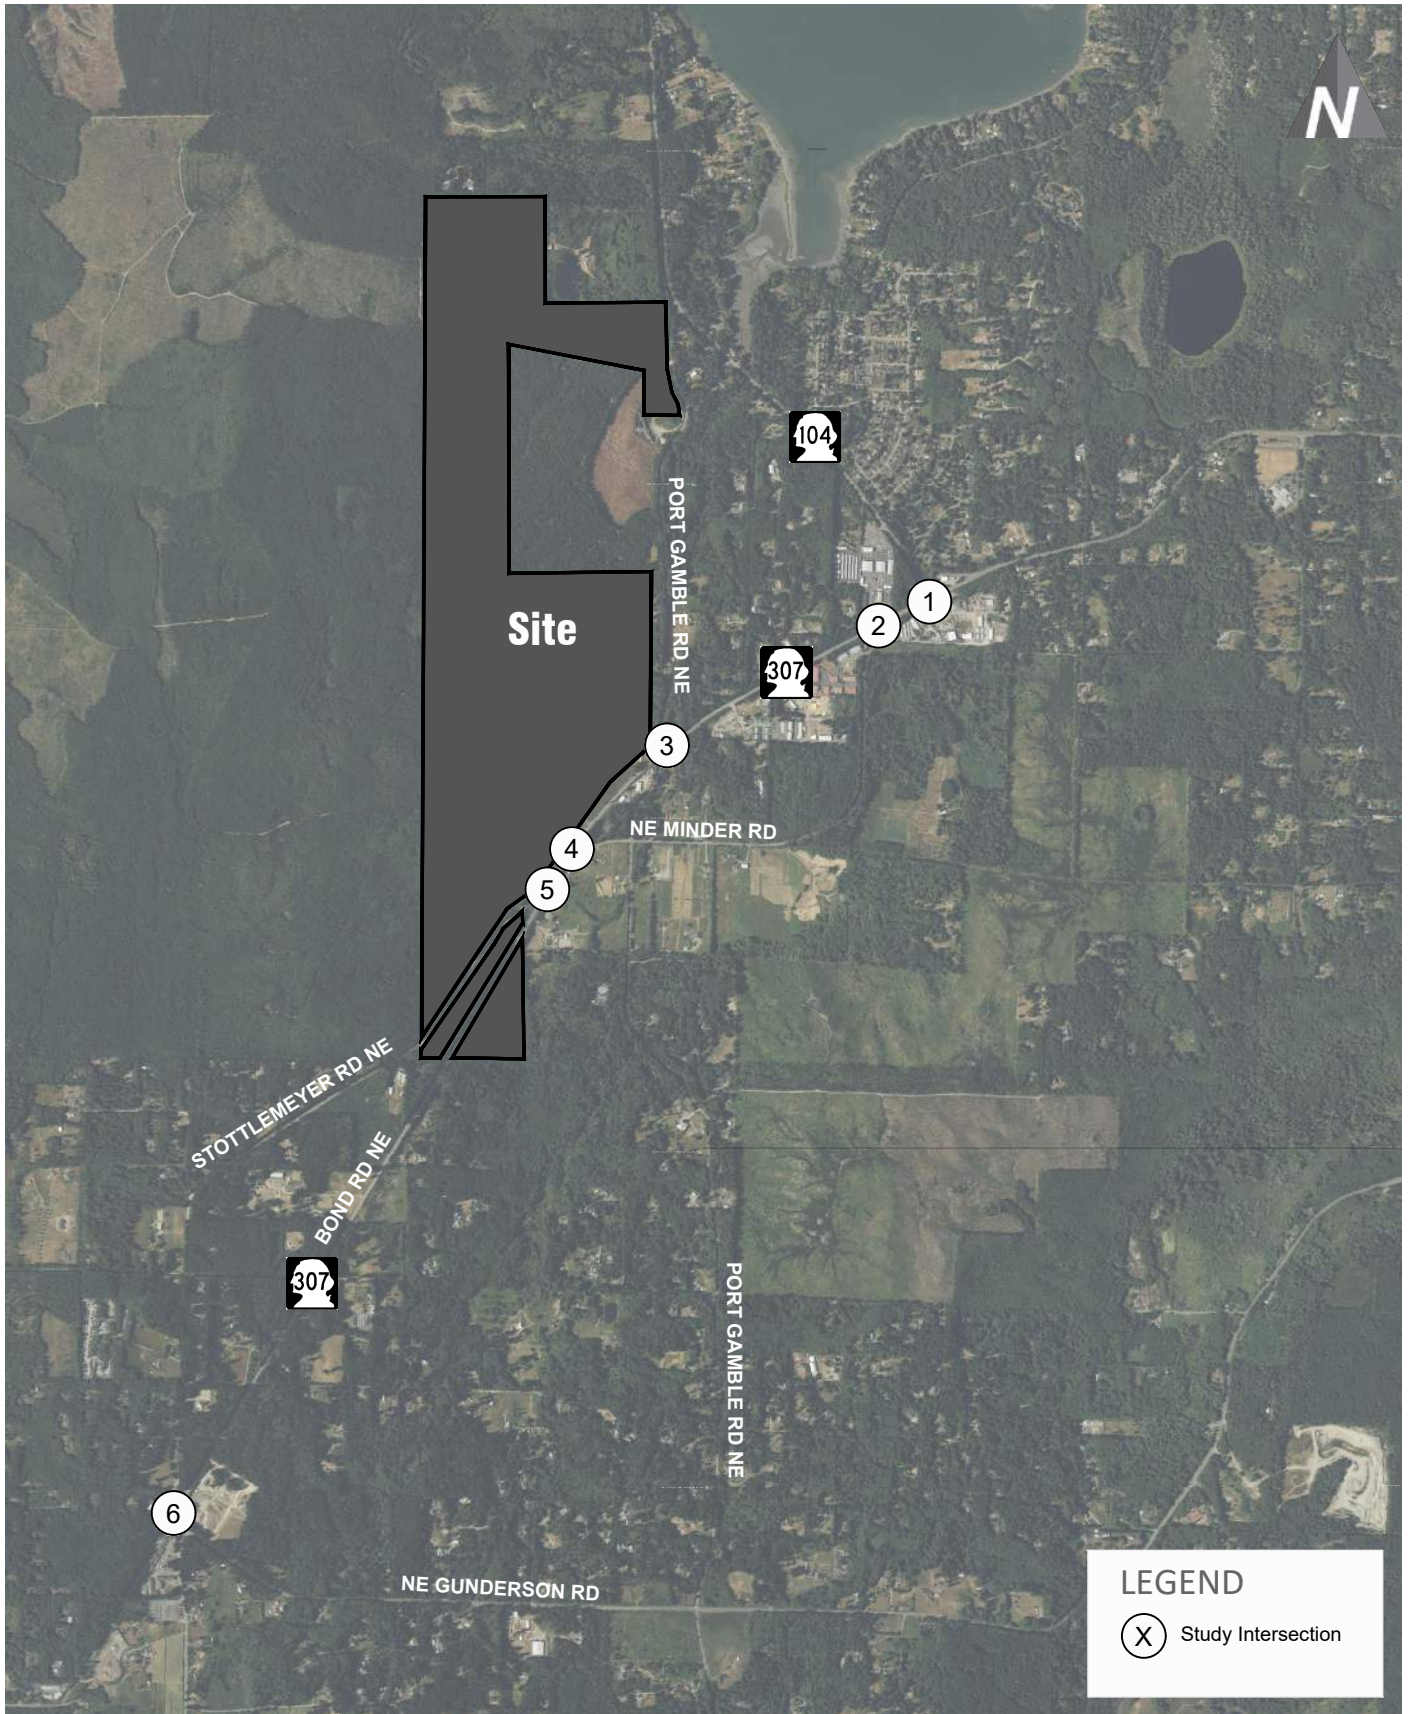 N
104
PORT GAMBLE RD NE
1
2
Site
307
3
NE MINDER RD
4
5
STOTTLEMEYER RD NE
BOND RD NE
307
PORT GAMBLE RD NE
6
NE GUNDERSON RD
LEGEND
X Study Intersection